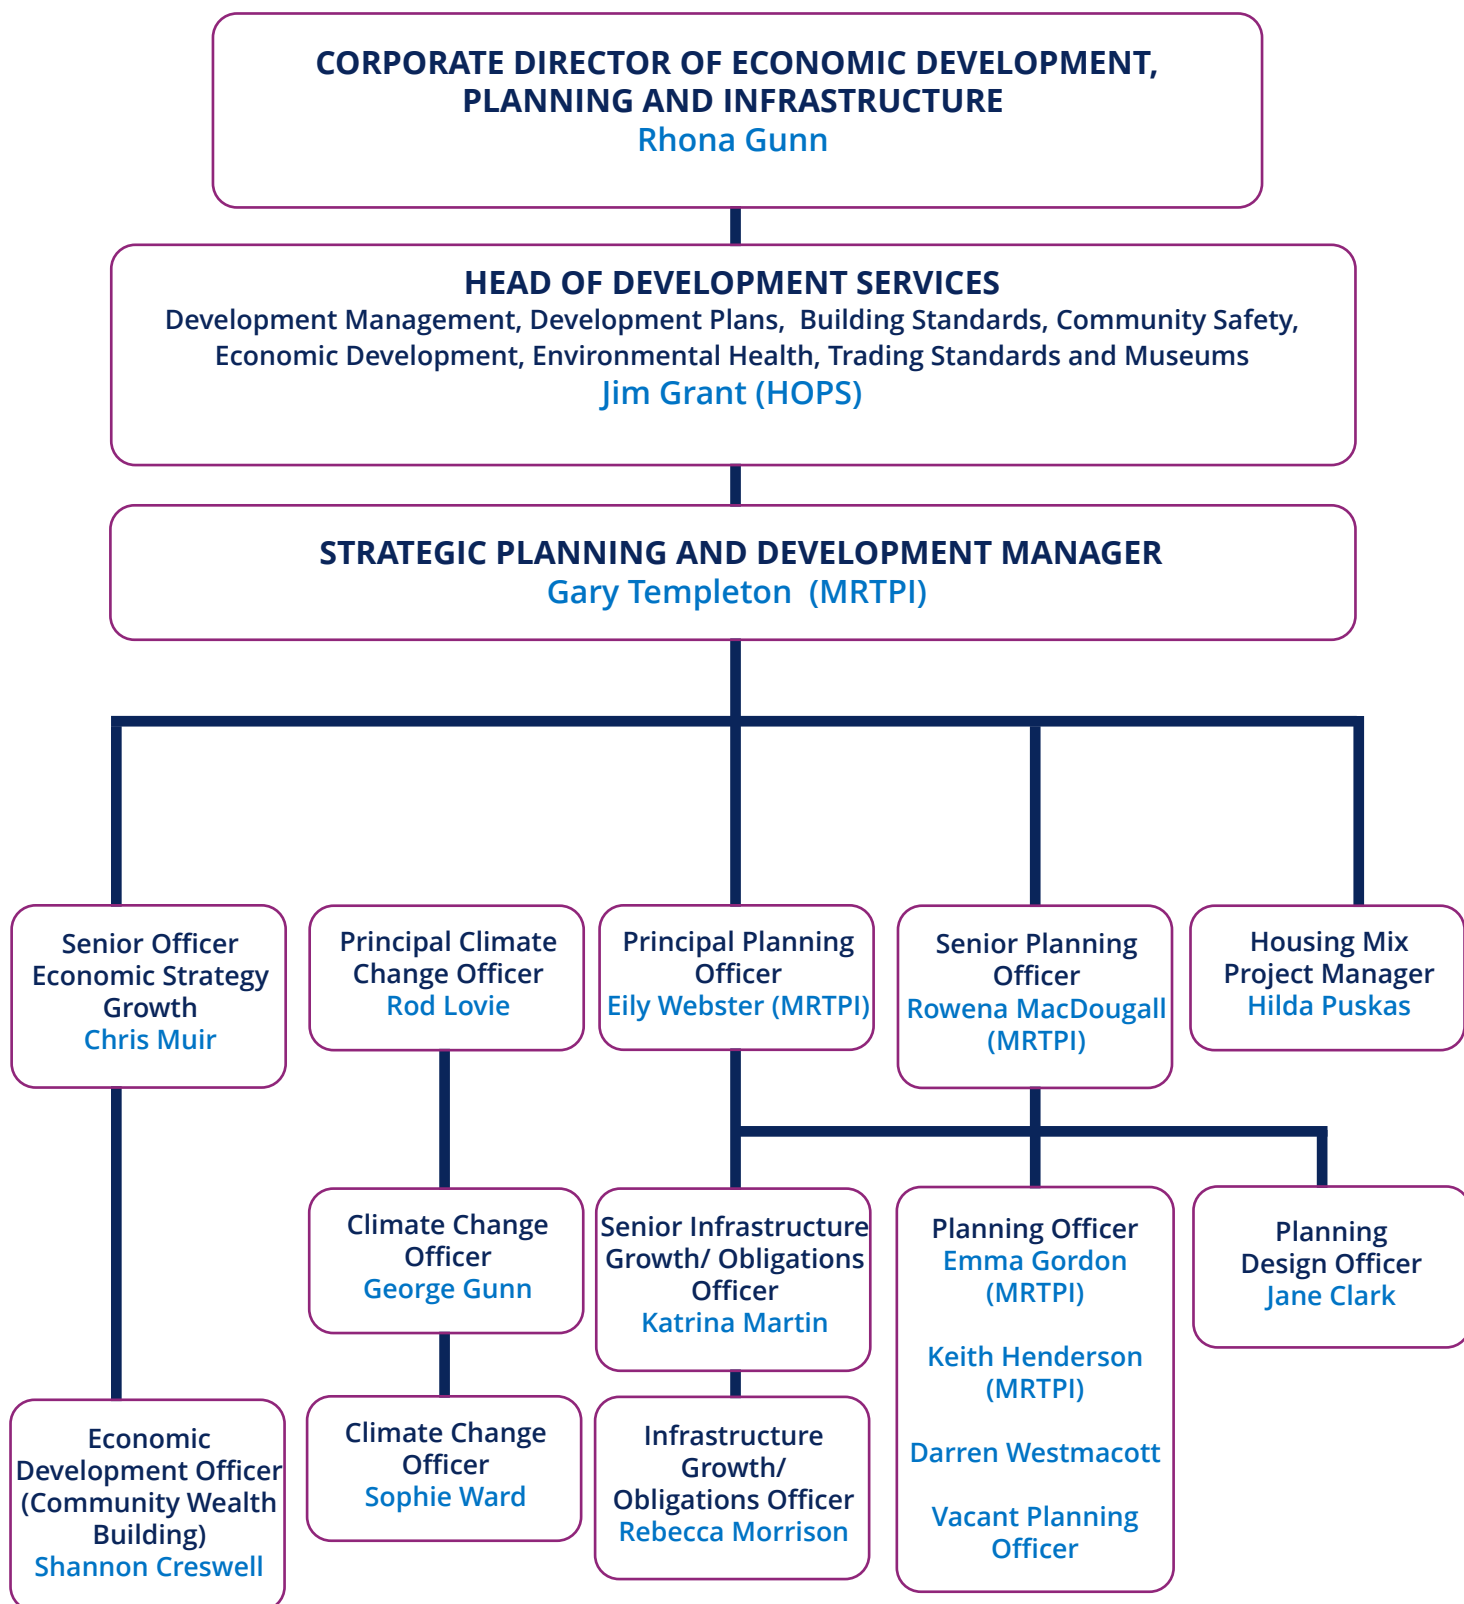 CORPORATE DIRECTOR OF ECONOMIC DEVELOPMENT,
PLANNING AND INFRASTRUCTURE
Rhona Gunn
HEAD OF DEVELOPMENT SERVICES
Development Management, Development Plans, Building Standards, Community Safety,
Economic Development, Environmental Health, Trading Standards and Museums
Jim Grant (HOPS)
STRATEGIC PLANNING AND DEVELOPMENT MANAGER
Gary Templeton (MRTPI)
Senior Officer
Economic Strategy
Growth
Chris Muir
Principal Climate
Change Officer
Rod Lovie
Principal Planning
Officer
Eily Webster (MRTPI)
Senior Planning
Officer
Rowena MacDougall
(MRTPI)
Housing Mix
Project Manager
Hilda Puskas
Climate Change
Officer
George Gunn
Senior Infrastructure
Growth/ Obligations
Officer
Katrina Martin
Planning Officer
Emma Gordon
(MRTPI)
Keith Henderson
(MRTPI)
Darren Westmacott
Vacant Planning
Officer
Planning
Design Officer
Jane Clark
Economic
Development Officer
(Community Wealth
Building)
Shannon Creswell
Climate Change
Officer
Sophie Ward
Infrastructure
Growth/
Obligations Officer
Rebecca Morrison